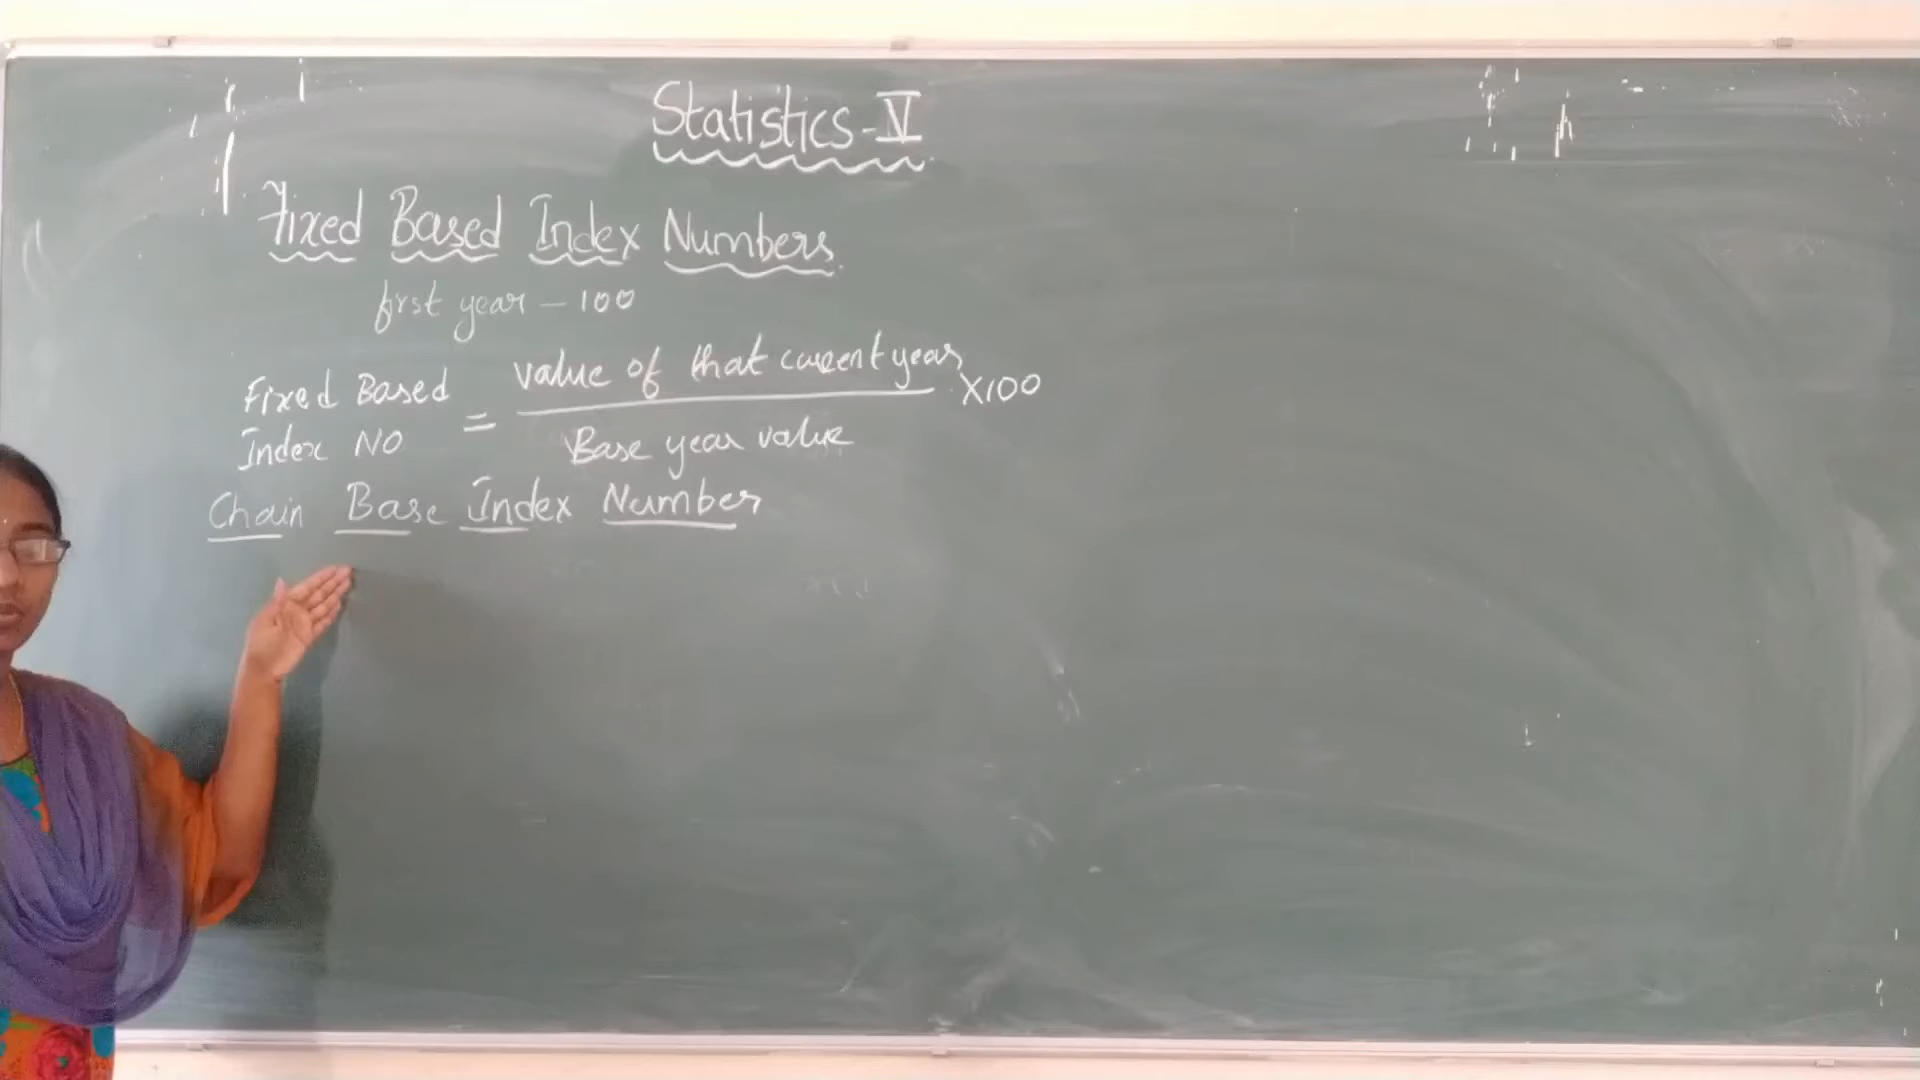 Statistics-V
Fixed Based Index Numbers.
first year - 100
Fixed Based Index NO = value of that current year / Base year value X100
Chain Base Index Number